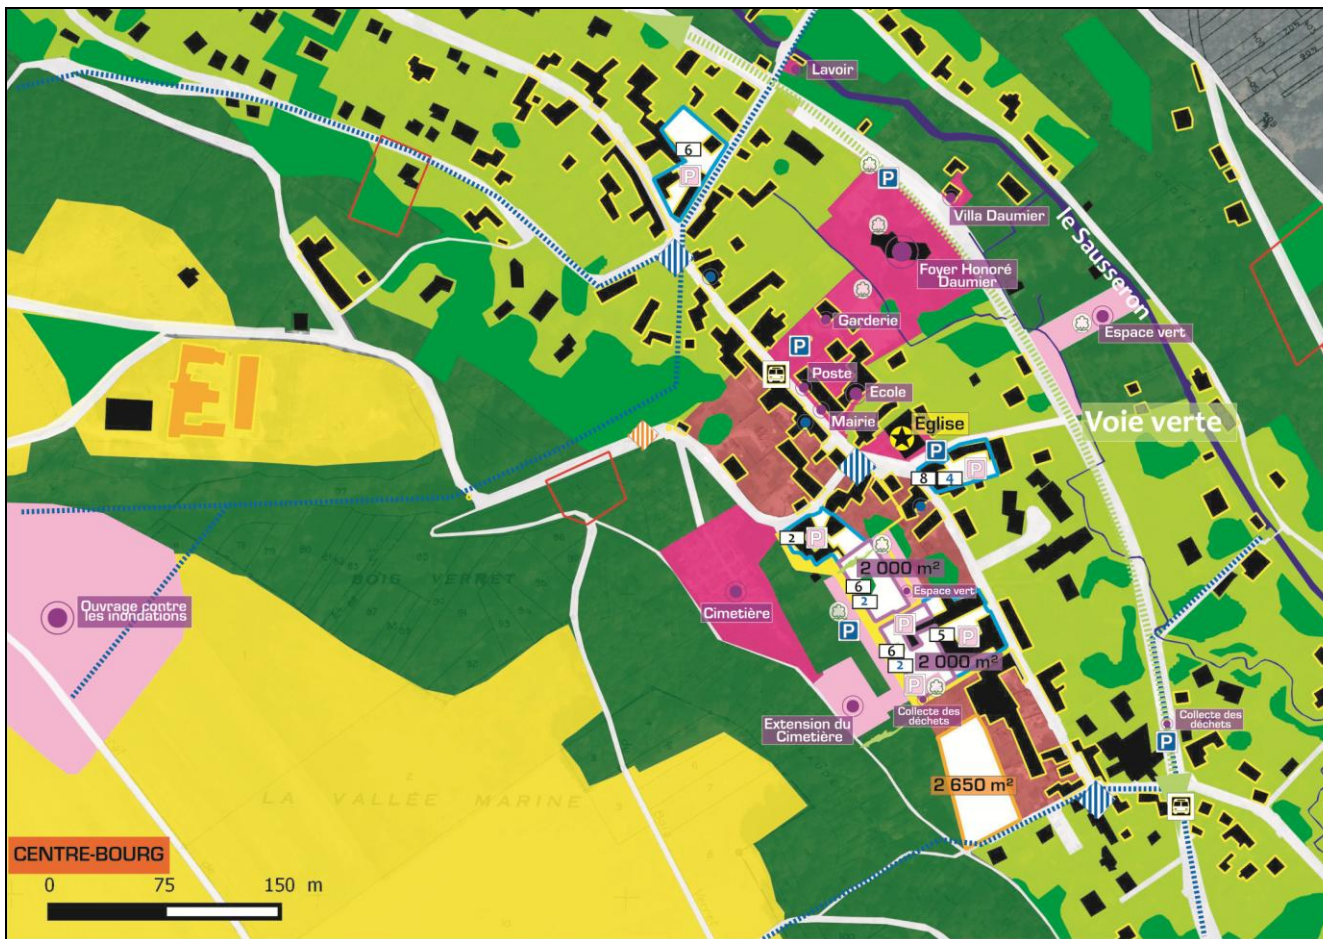 Lavoir
6
P
P
Villa Daumier
le Sausseron
Foyer Honoré
Daumier
Garderie
Espace vert
P
Poste
Ecole
Mairie
Eglise
Voie verte
P
8
4
P
2
P
2 000 m²
BOIS VERRET
6
2
Espace vert
Ouvrage contre
les inondations
Cimetière
P
P
5
P
6
2
2 000 m²
P
Extension du
Cimetière
Collecte des
déchets
Collecte des
déchets
P
2 650 m²
LA VALLÉE MARINE
CENTRE-BOURG
0 75 150 m